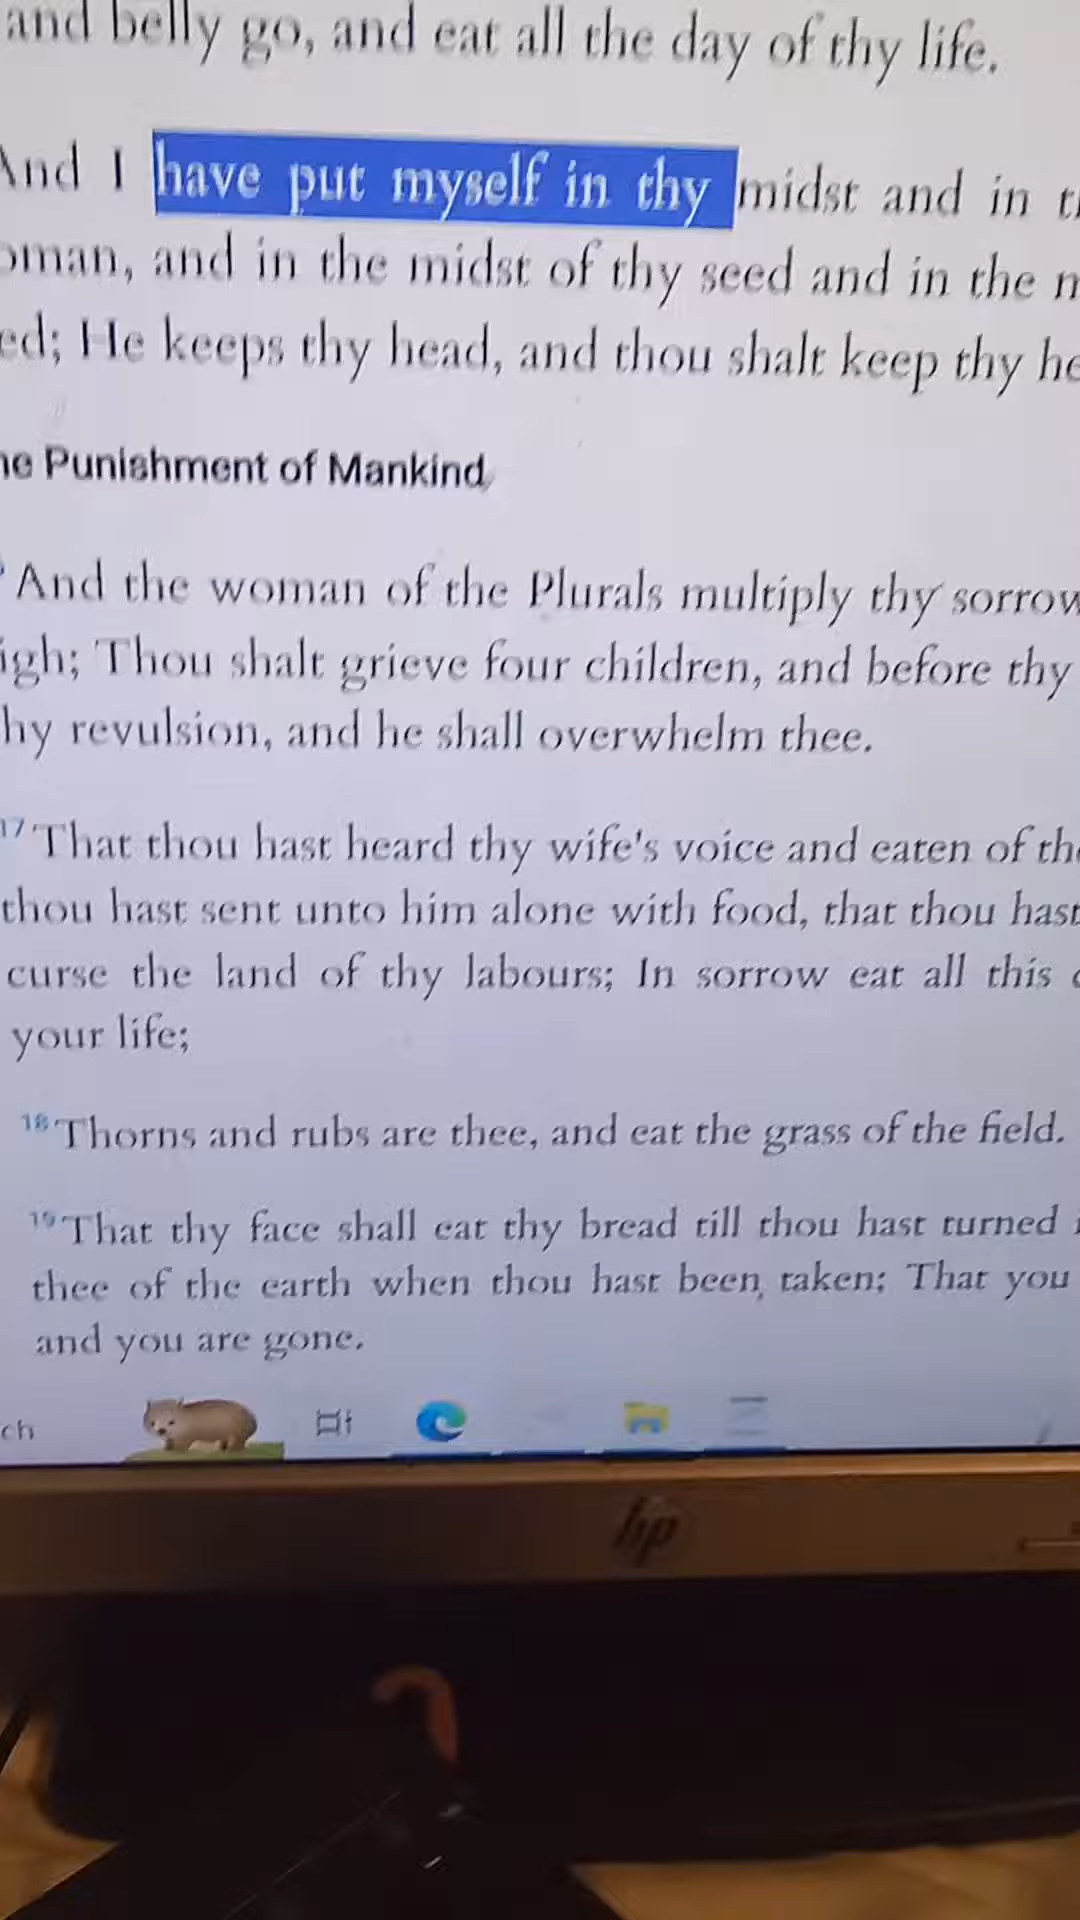 and belly go, and eat all the day of thy life.
And I have put myself in thy midst and in
and in the midst of thy seed and in the
He keeps thy head, and thou shalt keep thy
Punishment of Mankind
And the woman of the Plurals multiply thy sorrow
Thou shalt grieve four children, and before thy
revulsion, and he shall overwhelm thee.
17 That thou hast heard thy wife's voice and eaten of
thou hast sent unto him alone with food, that thou hast
curse the land of thy labours; In sorrow eat all this
your life;
18 Thorns and rubs are thee, and eat the grass of the field.
19 That thy face shall eat thy bread till thou hast turned
thee of the earth when thou hast been taken: That you
and you are gone.
ch
hp